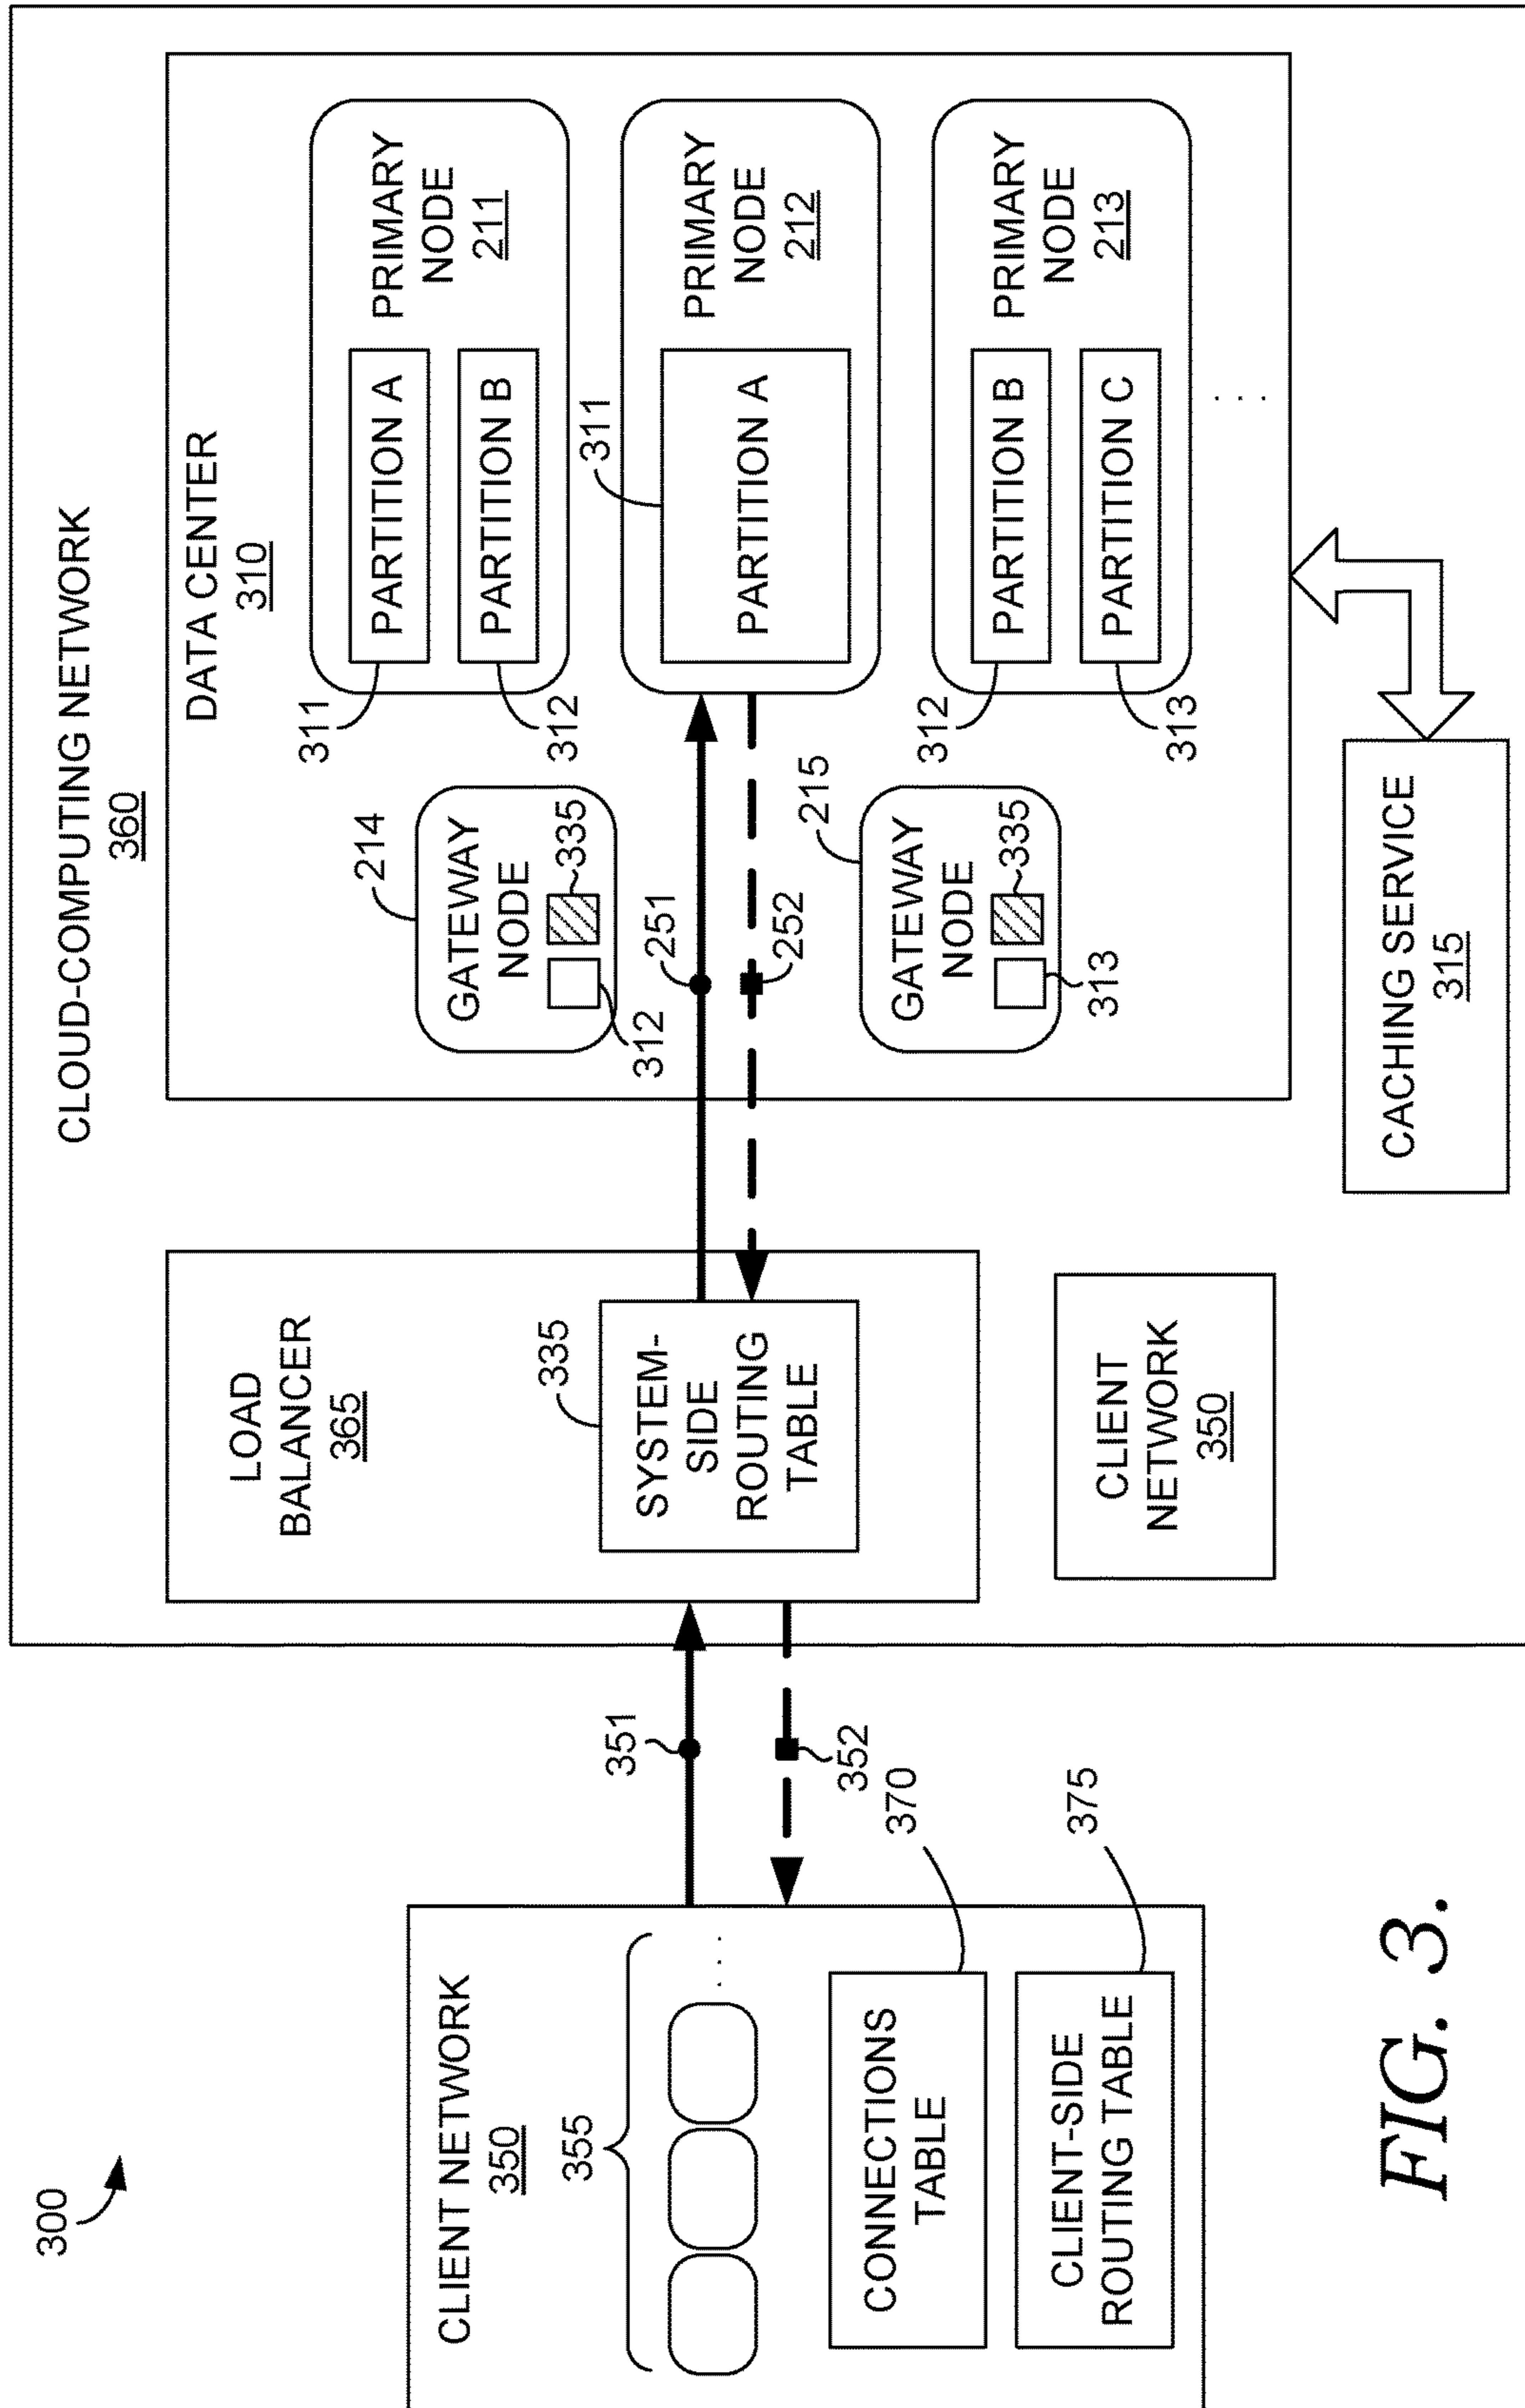 300
CLOUD-COMPUTING NETWORK
360
DATA CENTER
310
PRIMARY
NODE
211
PARTITION A
PARTITION B
311
312
PRIMARY
NODE
212
PARTITION A
311
PRIMARY
NODE
213
PARTITION B
PARTITION C
312
313
. . .
214
GATEWAY
NODE
335
312
251
252
215
GATEWAY
NODE
335
313
CACHING SERVICE
315
LOAD
BALANCER
365
335
SYSTEM-
SIDE
ROUTING
TABLE
CLIENT
NETWORK
350
351
352
CLIENT NETWORK
350
355
. . .
370
CONNECTIONS
TABLE
375
CLIENT-SIDE
ROUTING TABLE
FIG. 3.